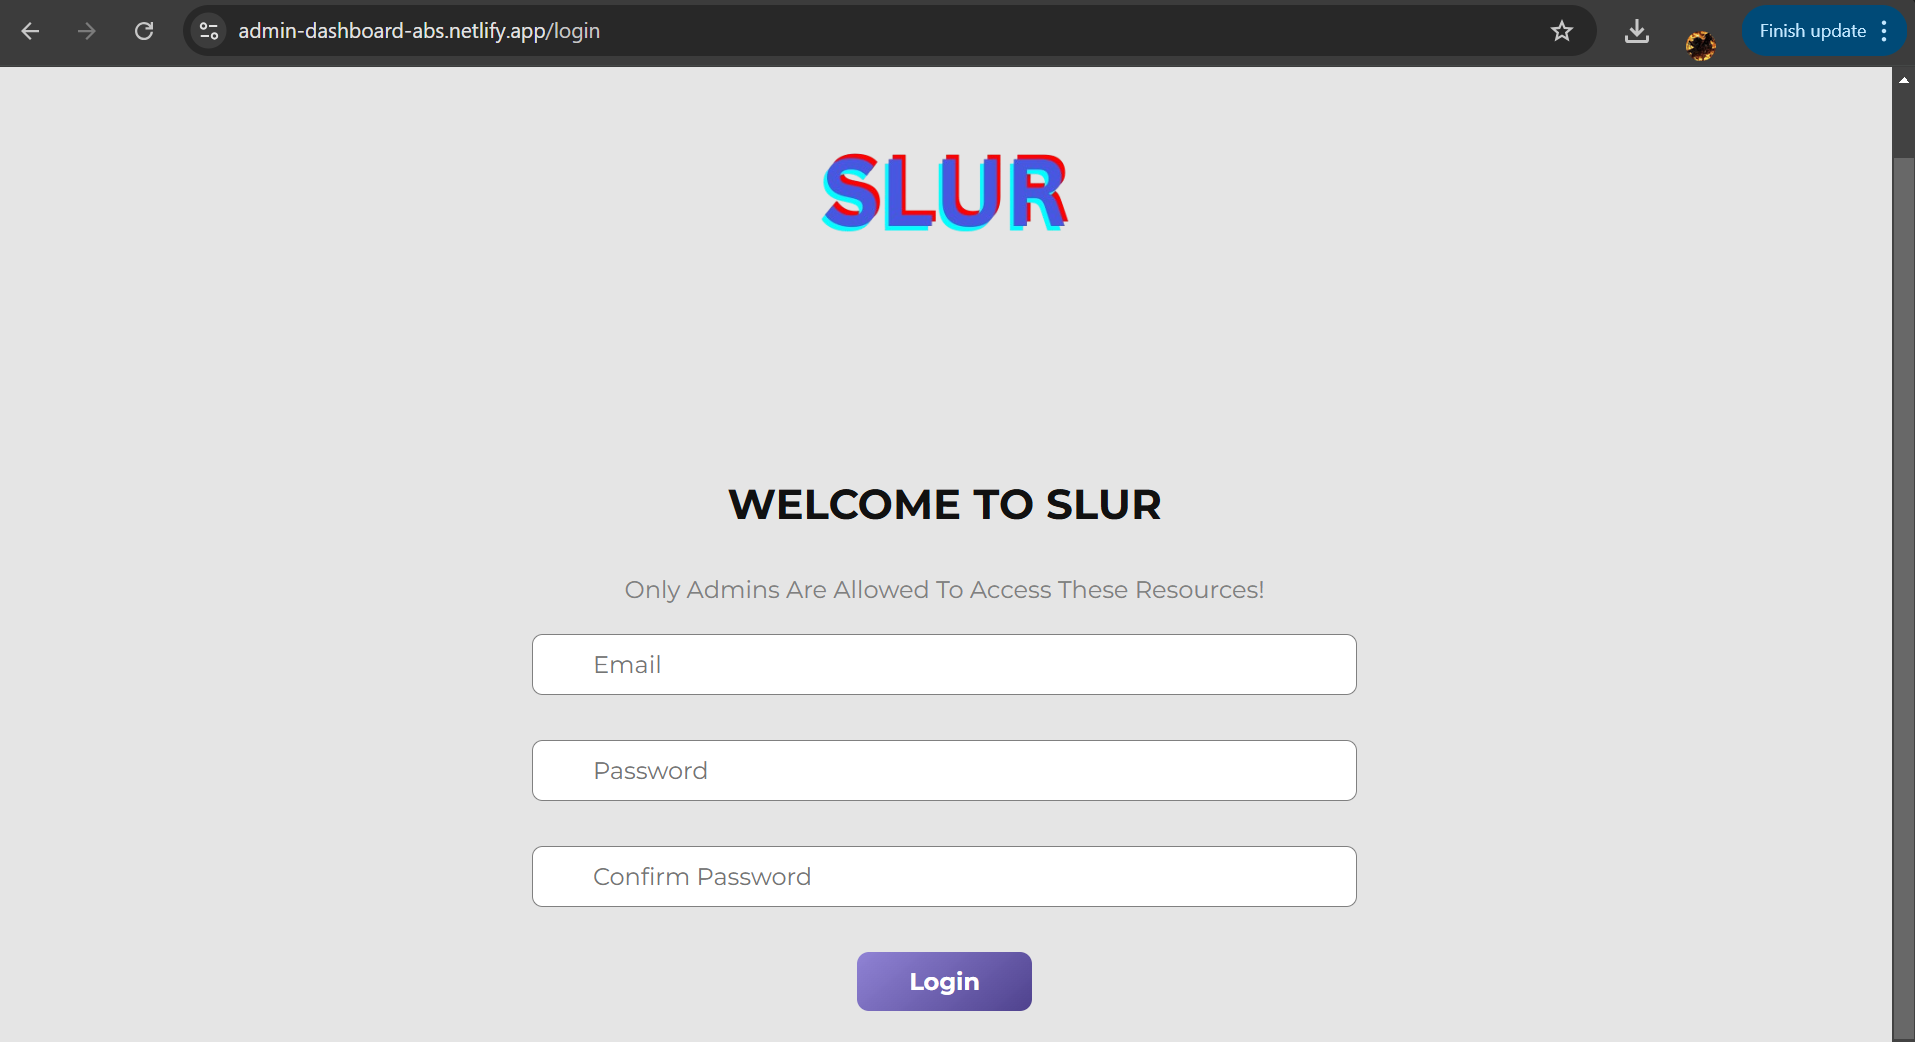 admin-dashboard-abs.netlify.app/login
Finish update
SLUR
WELCOME TO SLUR
Only Admins Are Allowed To Access These Resources!
Email
Password
Confirm Password
Login